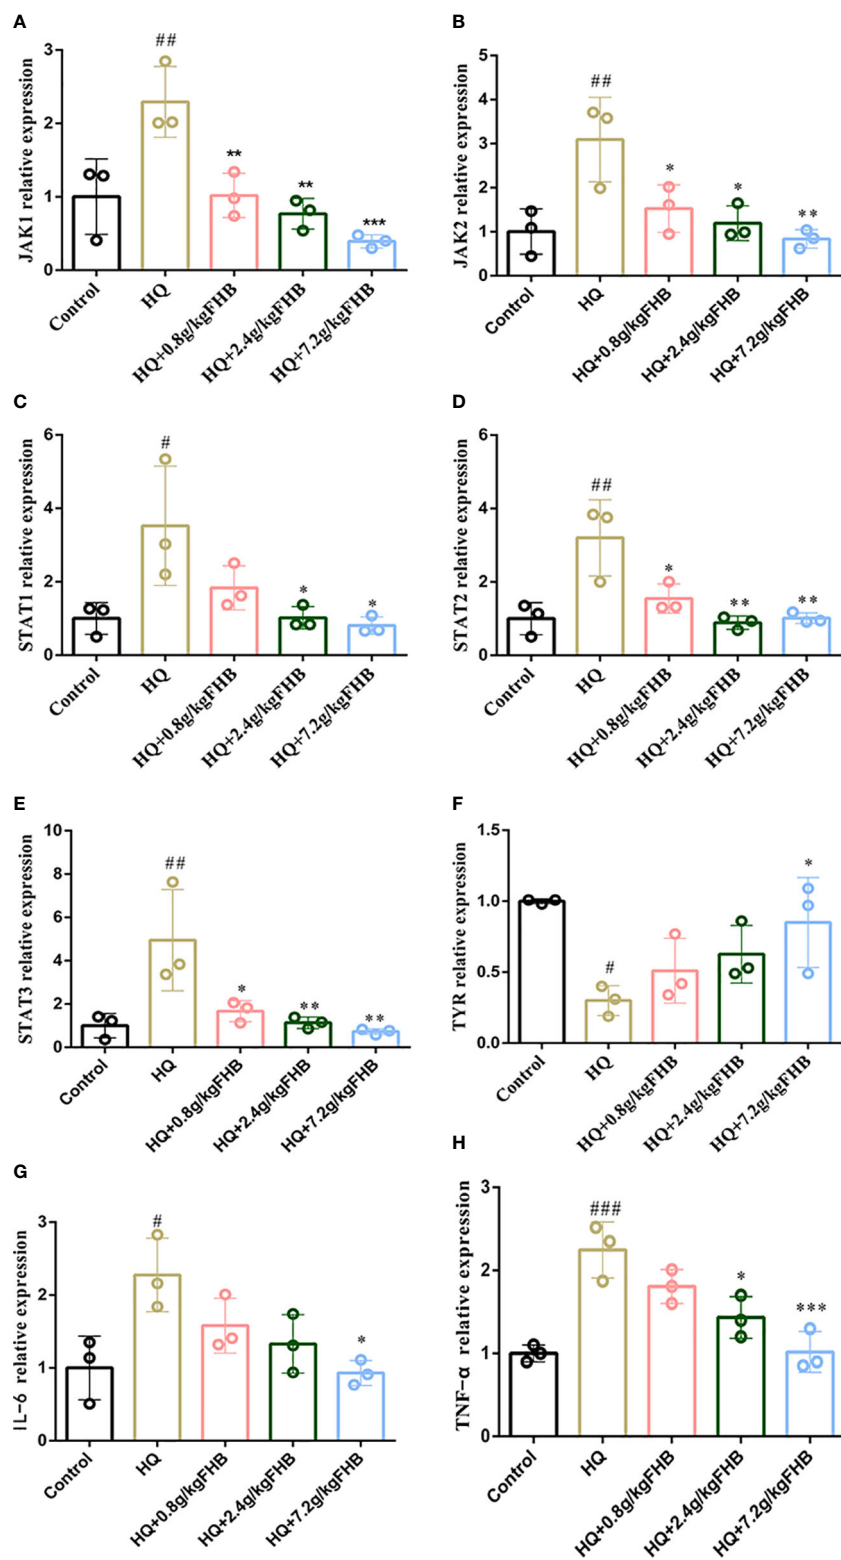 A
JAK1 relative expression
3
2
1
0
##
**
**
***
Control
HQ
HQ+0.8g/kgFHB
HQ+2.4g/kgFHB
HQ+7.2g/kgFHB
B
JAK2 relative expression
5
4
3
2
1
0
##
*
*
**
Control
HQ
HQ+0.8g/kgFHB
HQ+2.4g/kgFHB
HQ+7.2g/kgFHB
C
STAT1 relative expression
6
4
2
0
#
*
*
Control
HQ
HQ+0.8g/kgFHB
HQ+2.4g/kgFHB
HQ+7.2g/kgFHB
D
STAT2 relative expression
6
4
2
0
##
*
**
**
Control
HQ
HQ+0.8g/kgFHB
HQ+2.4g/kgFHB
HQ+7.2g/kgFHB
E
STAT3 relative expression
10
8
6
4
2
0
##
*
**
**
Control
HQ
HQ+0.8g/kgFHB
HQ+2.4g/kgFHB
HQ+7.2g/kgFHB
F
TYR relative expression
1.5
1.0
0.5
0.0
#
*
Control
HQ
HQ+0.8g/kgFHB
HQ+2.4g/kgFHB
HQ+7.2g/kgFHB
G
IL-6 relative expression
3
2
1
0
#
*
Control
HQ
HQ+0.8g/kgFHB
HQ+2.4g/kgFHB
HQ+7.2g/kgFHB
H
TNF-α relative expression
3
2
1
0
###
*
***
Control
HQ
HQ+0.8g/kgFHB
HQ+2.4g/kgFHB
HQ+7.2g/kgFHB